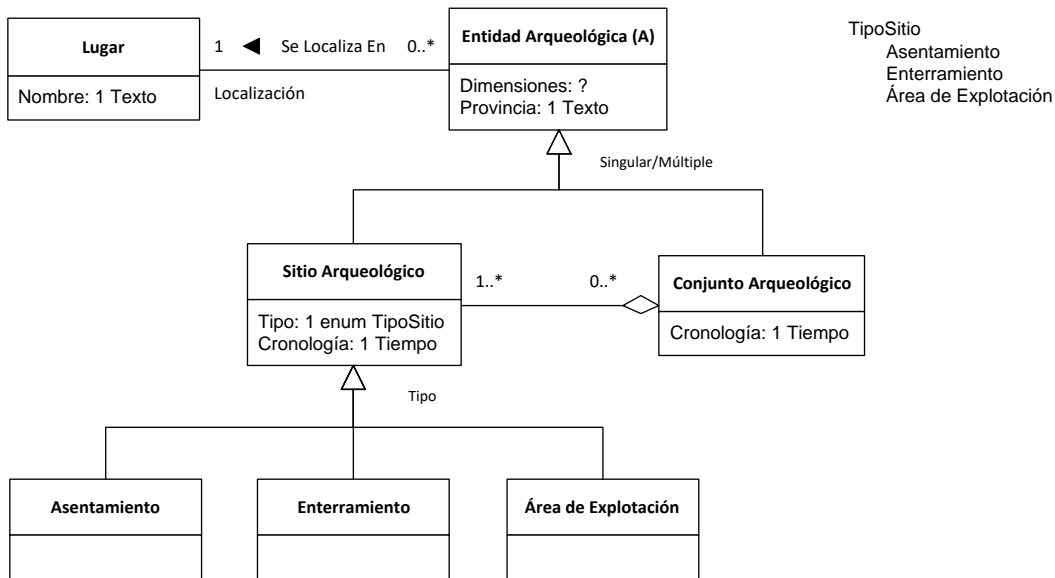 Lugar
Nombre: 1 Texto
1 ◀ Se Localiza En 0..*
Localización
Entidad Arqueológica (A)
Dimensiones: ?
Provincia: 1 Texto
TipoSitio
Asentamiento
Enterramiento
Área de Explotación
Singular/Múltiple
Sitio Arqueológico
Tipo: 1 enum TipoSitio
Cronología: 1 Tiempo
1..* 0..*
Conjunto Arqueológico
Cronología: 1 Tiempo
Tipo
Asentamiento
Enterramiento
Área de Explotación